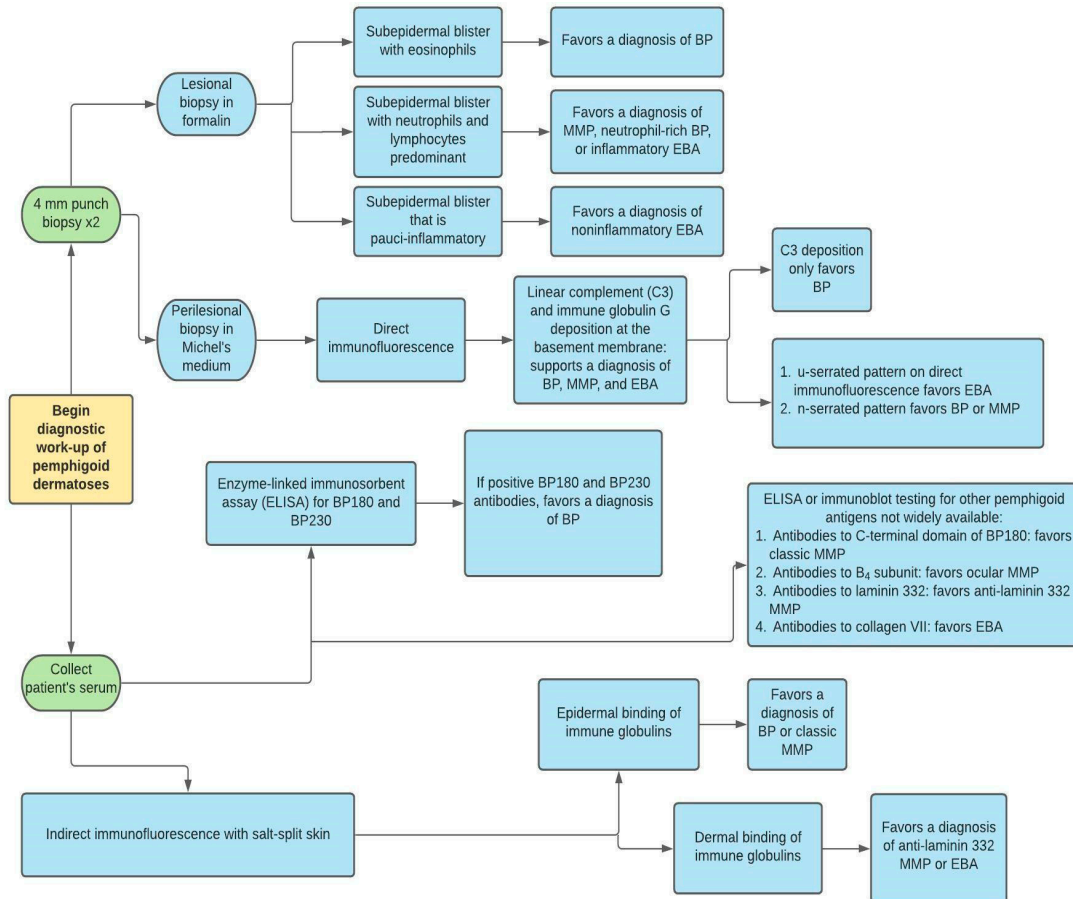 Subepidermal blister
with eosinophils
Favors a diagnosis of BP
Lesional
biopsy in
formalin
Subepidermal blister
with neutrophils and
lymphocytes
predominant
Favors a diagnosis of
MMP, neutrophil-rich BP,
or inflammatory EBA
4 mm punch
biopsy x2
Subepidermal blister
that is
pauci-inflammatory
Favors a diagnosis of
noninflammatory EBA
C3 deposition
only favors
BP
Perilesional
biopsy in
Michel's
medium
Direct
immunofluorescence
Linear complement (C3)
and immune globulin G
deposition at the
basement membrane:
supports a diagnosis of
BP, MMP, and EBA
1. u-serrated pattern on direct
immunofluorescence favors EBA
2. n-serrated pattern favors BP or MMP
Begin
diagnostic
work-up of
pemphigoid
dermatoses
Enzyme-linked immunosorbent
assay (ELISA) for BP180 and
BP230
If positive BP180 and BP230
antibodies, favors a diagnosis
of BP
ELISA or immunoblot testing for other pemphigoid
antigens not widely available:
1. Antibodies to C-terminal domain of BP180: favors
classic MMP
2. Antibodies to B₄ subunit: favors ocular MMP
3. Antibodies to laminin 332: favors anti-laminin 332
MMP
4. Antibodies to collagen VII: favors EBA
Collect
patient's serum
Epidermal binding of
immune globulins
Favors a
diagnosis of
BP or classic
MMP
Indirect immunofluorescence with salt-split skin
Dermal binding of
immune globulins
Favors a diagnosis
of anti-laminin 332
MMP or EBA